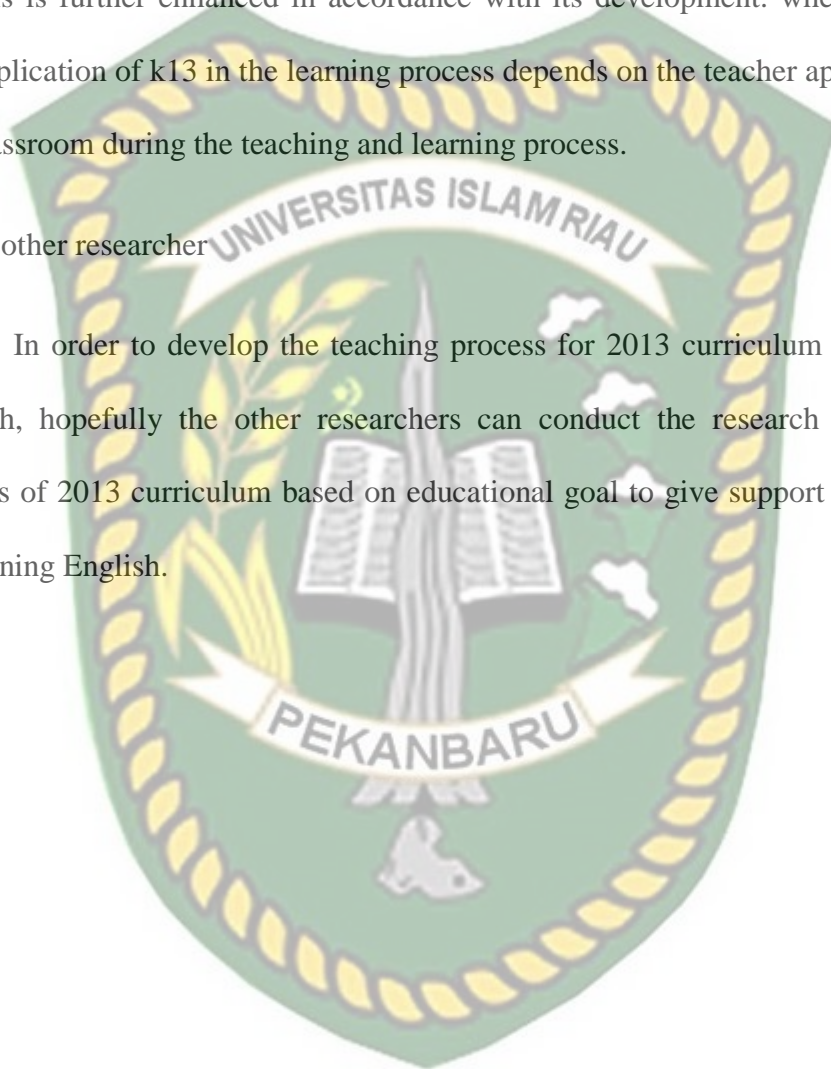 is further enhanced in accordance with its development. whe
plication of k13 in the learning process depends on the teacher ap
assroom during the teaching and learning process.
UNIVERSITAS ISLAM RIAU
other researcher
In order to develop the teaching process for 2013 curriculum
h, hopefully the other researchers can conduct the research
s of 2013 curriculum based on educational goal to give support
ning English.
PEKANBARU